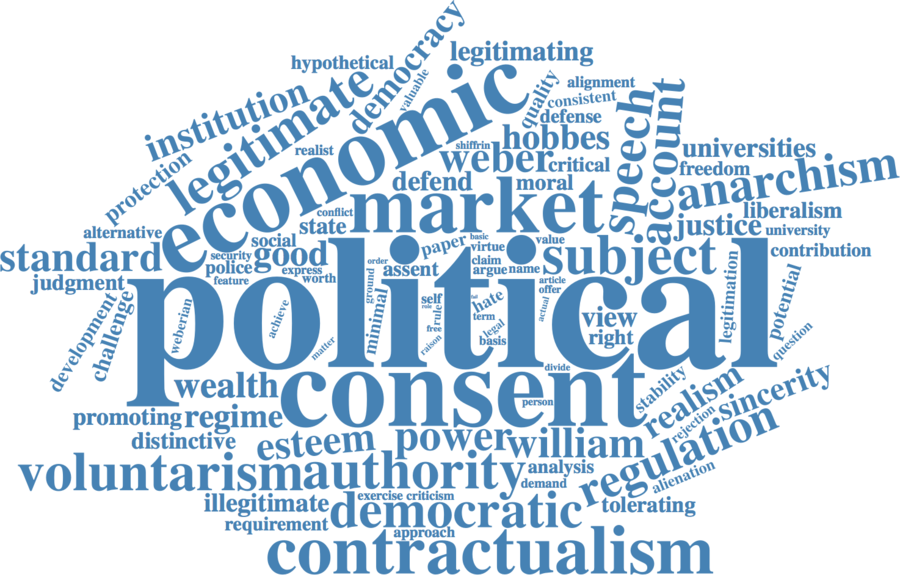 hypothetical
democracy
legitimating
valuable
quality
alignment
consistent
defense
institution
legitimate
economic
speech
account
hobbes
shiffrin
realist
weber
critical
universities
freedom
protection
defend
moral
anarchism
market
conflict
state
liberalism
justice
university
alternative
social
good
paper
basic
virtue
value
subject
contribution
standard
security
police
feature
express
worth
order
ground
assent
claim
argue
name
article
offer
judgment
political
development
challenge
weberian
achieve
matter
minimal
self
rule
role
free
raison
hate
term
legal
basis
actual
view
right
legitimation
potential
question
divide
wealth
consent
person
stability
realism
rejection
sincerity
promoting
regime
distinctive
esteem
power
william
regulation
voluntarism
authority
analysis
demand
alienation
illegitimate
exercise
criticism
democratic
tolerating
requirement
approach
contractualism